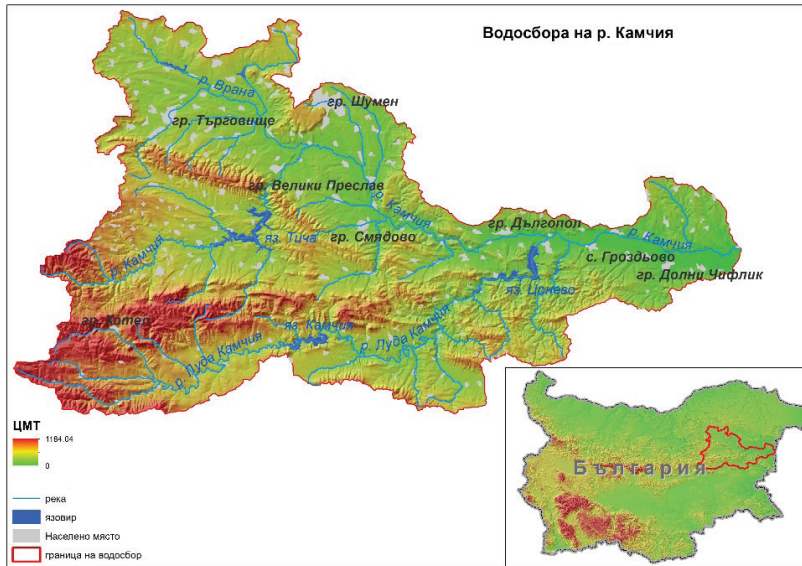 Водосбора на р. Камчия
р. Врана
гр. Шумен
гр. Търговище
гр. Велики Преслав
р. Камчия
гр. Дългопол
р. Камчия
гр. Смядово
яз. Тича
с. Гроздьово
р. Камчия
гр. Долни Чифлик
яз. Цонево
гр. Котел
яз. Камчия
р. Луда Камчия
р. Луда Камчия
ЦМТ
1184.04
0
река
язовир
Населено място
граница на водосбор
България